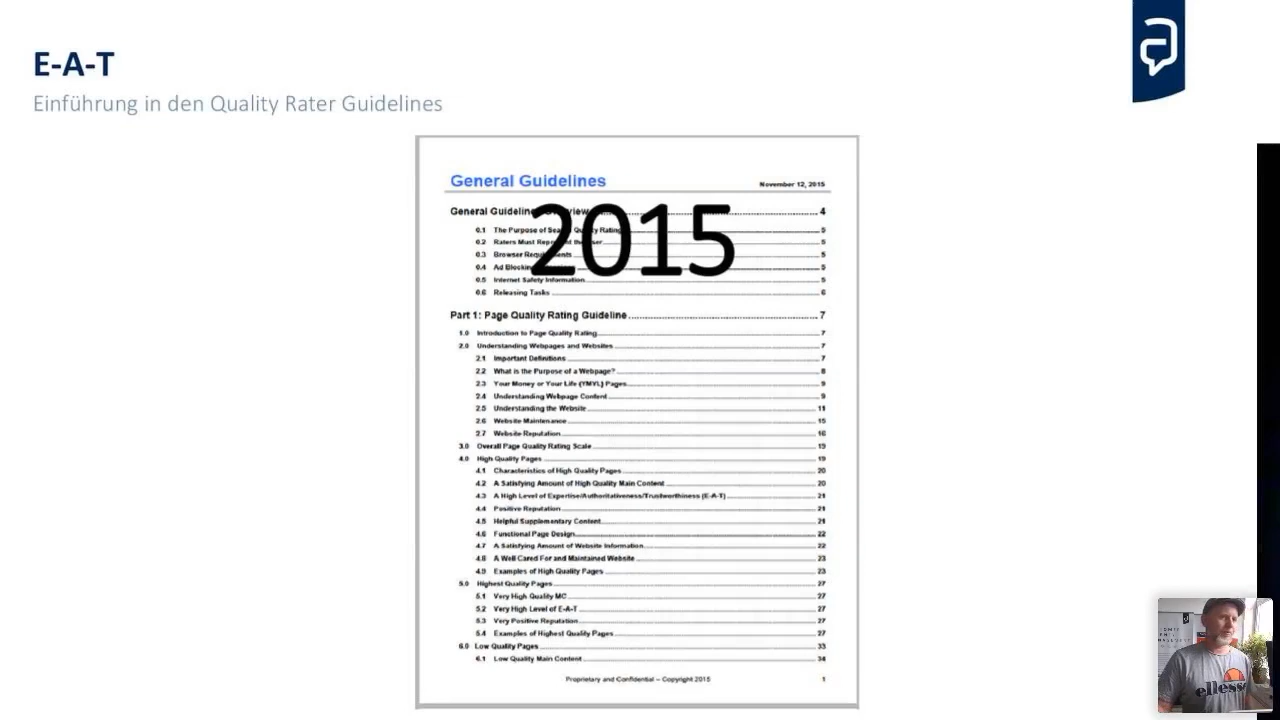 E-A-T
Einführung in den Quality Rater Guidelines
General Guidelines
November 12, 2015
General Guidelines Overview 4
2015
0.1 The Purpose of Search Quality Rating 5
0.2 Raters Must Represent the User 5
0.3 Browser Requirements 5
0.4 Ad Blocking 5
0.5 Internet Safety Information 5
0.6 Releasing Tasks 6
Part 1: Page Quality Rating Guideline 7
1.0 Introduction to Page Quality Rating 7
2.0 Understanding Webpages and Websites 7
2.1 Important Definitions 7
2.2 What is the Purpose of a Webpage? 8
2.3 Your Money or Your Life (YMYL) Pages 9
2.4 Understanding Webpage Content 9
2.5 Understanding the Website 11
2.6 Website Maintenance 15
2.7 Website Reputation 16
3.0 Overall Page Quality Rating Scale 19
4.0 High Quality Pages 19
4.1 Characteristics of High Quality Pages 20
4.2 A Satisfying Amount of High Quality Main Content 20
4.3 A High Level of Expertise/Authoritativeness/Trustworthiness (E-A-T) 21
4.4 Positive Reputation 21
4.5 Helpful Supplementary Content 21
4.6 Functional Page Design 22
4.7 A Satisfying Amount of Website Information 22
4.8 A Well Cared For and Maintained Website 23
4.9 Examples of High Quality Pages 23
5.0 Highest Quality Pages 27
5.1 Very High Quality MC 27
5.2 Very High Level of E-A-T 27
5.3 Very Positive Reputation 27
5.4 Examples of Highest Quality Pages 27
6.0 Low Quality Pages 33
6.1 Low Quality Main Content 34
Proprietary and Confidential – Copyright 2015 1
ellesse